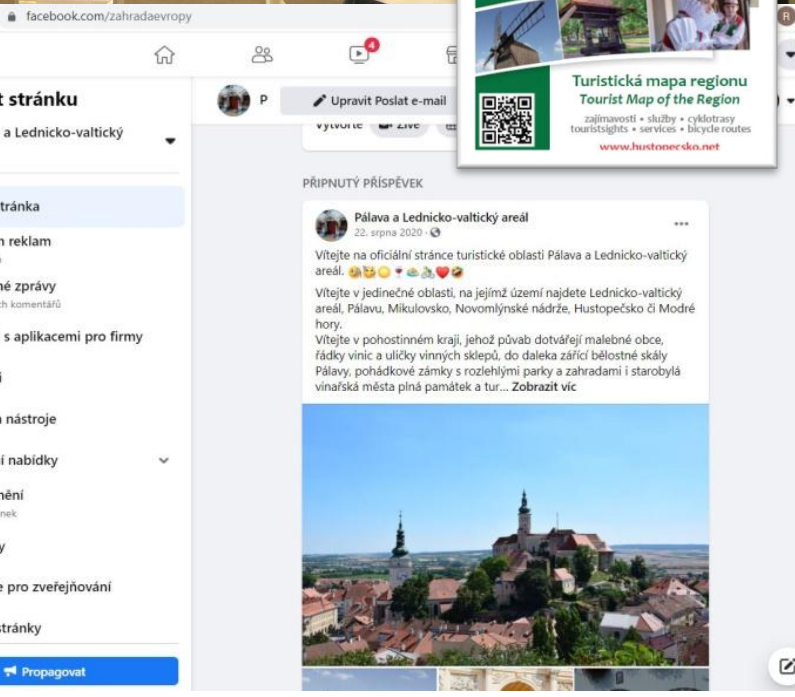 facebook.com/zahradaevropy
4
R
t stránku
a Lednicko-valtický
tránka
n reklam
né zprávy
ch komentářů
s aplikacemi pro firmy
i
nástroje
í nabídky
nění
nek
y
e pro zveřejňování
stránky
Propagovat
P
Upravit Poslat e-mail
Vytvořte
Živě
PŘIPNUTÝ PŘÍSPĚVEK
Pálava a Lednicko-valtický areál
22. srpna 2020 ·
Vítejte na oficiální stránce turistické oblasti Pálava a Lednicko-valtický
areál.
Vítejte v jedinečné oblasti, na jejímž území najdete Lednicko-valtický
areál, Pálavu, Mikulovsko, Novomlýnské nádrže, Hustopečsko či Modré
hory.
Vítejte v pohostinném kraji, jehož půvab dotvářejí malebné obce,
řádky vinic a uličky vinných sklepů, do daleka zářící bělostné skály
Pálavy, pohádkové zámky s rozlehlými parky a zahradami i starobylá
vinařská města plná památek a tur... Zobrazit víc
Turistická mapa regionu
Tourist Map of the Region
zajímavosti • služby • cyklotrasy
touristsights • services • bicycle routes
www.hustopecsko.net